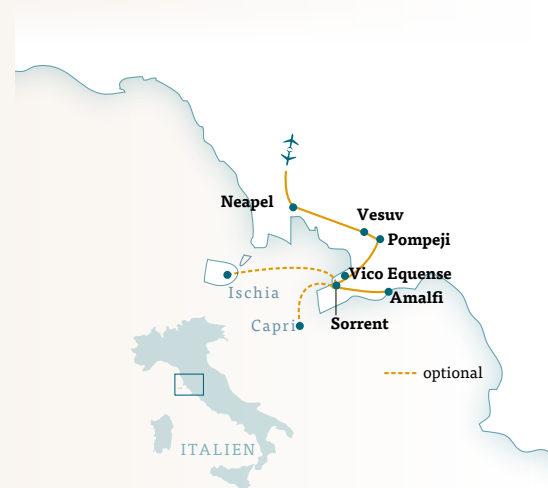 Neapel
Vesuv
Pompeji
Vico Equense
Ischia
Amalfi
Capri
Sorrent
optional
ITALIEN